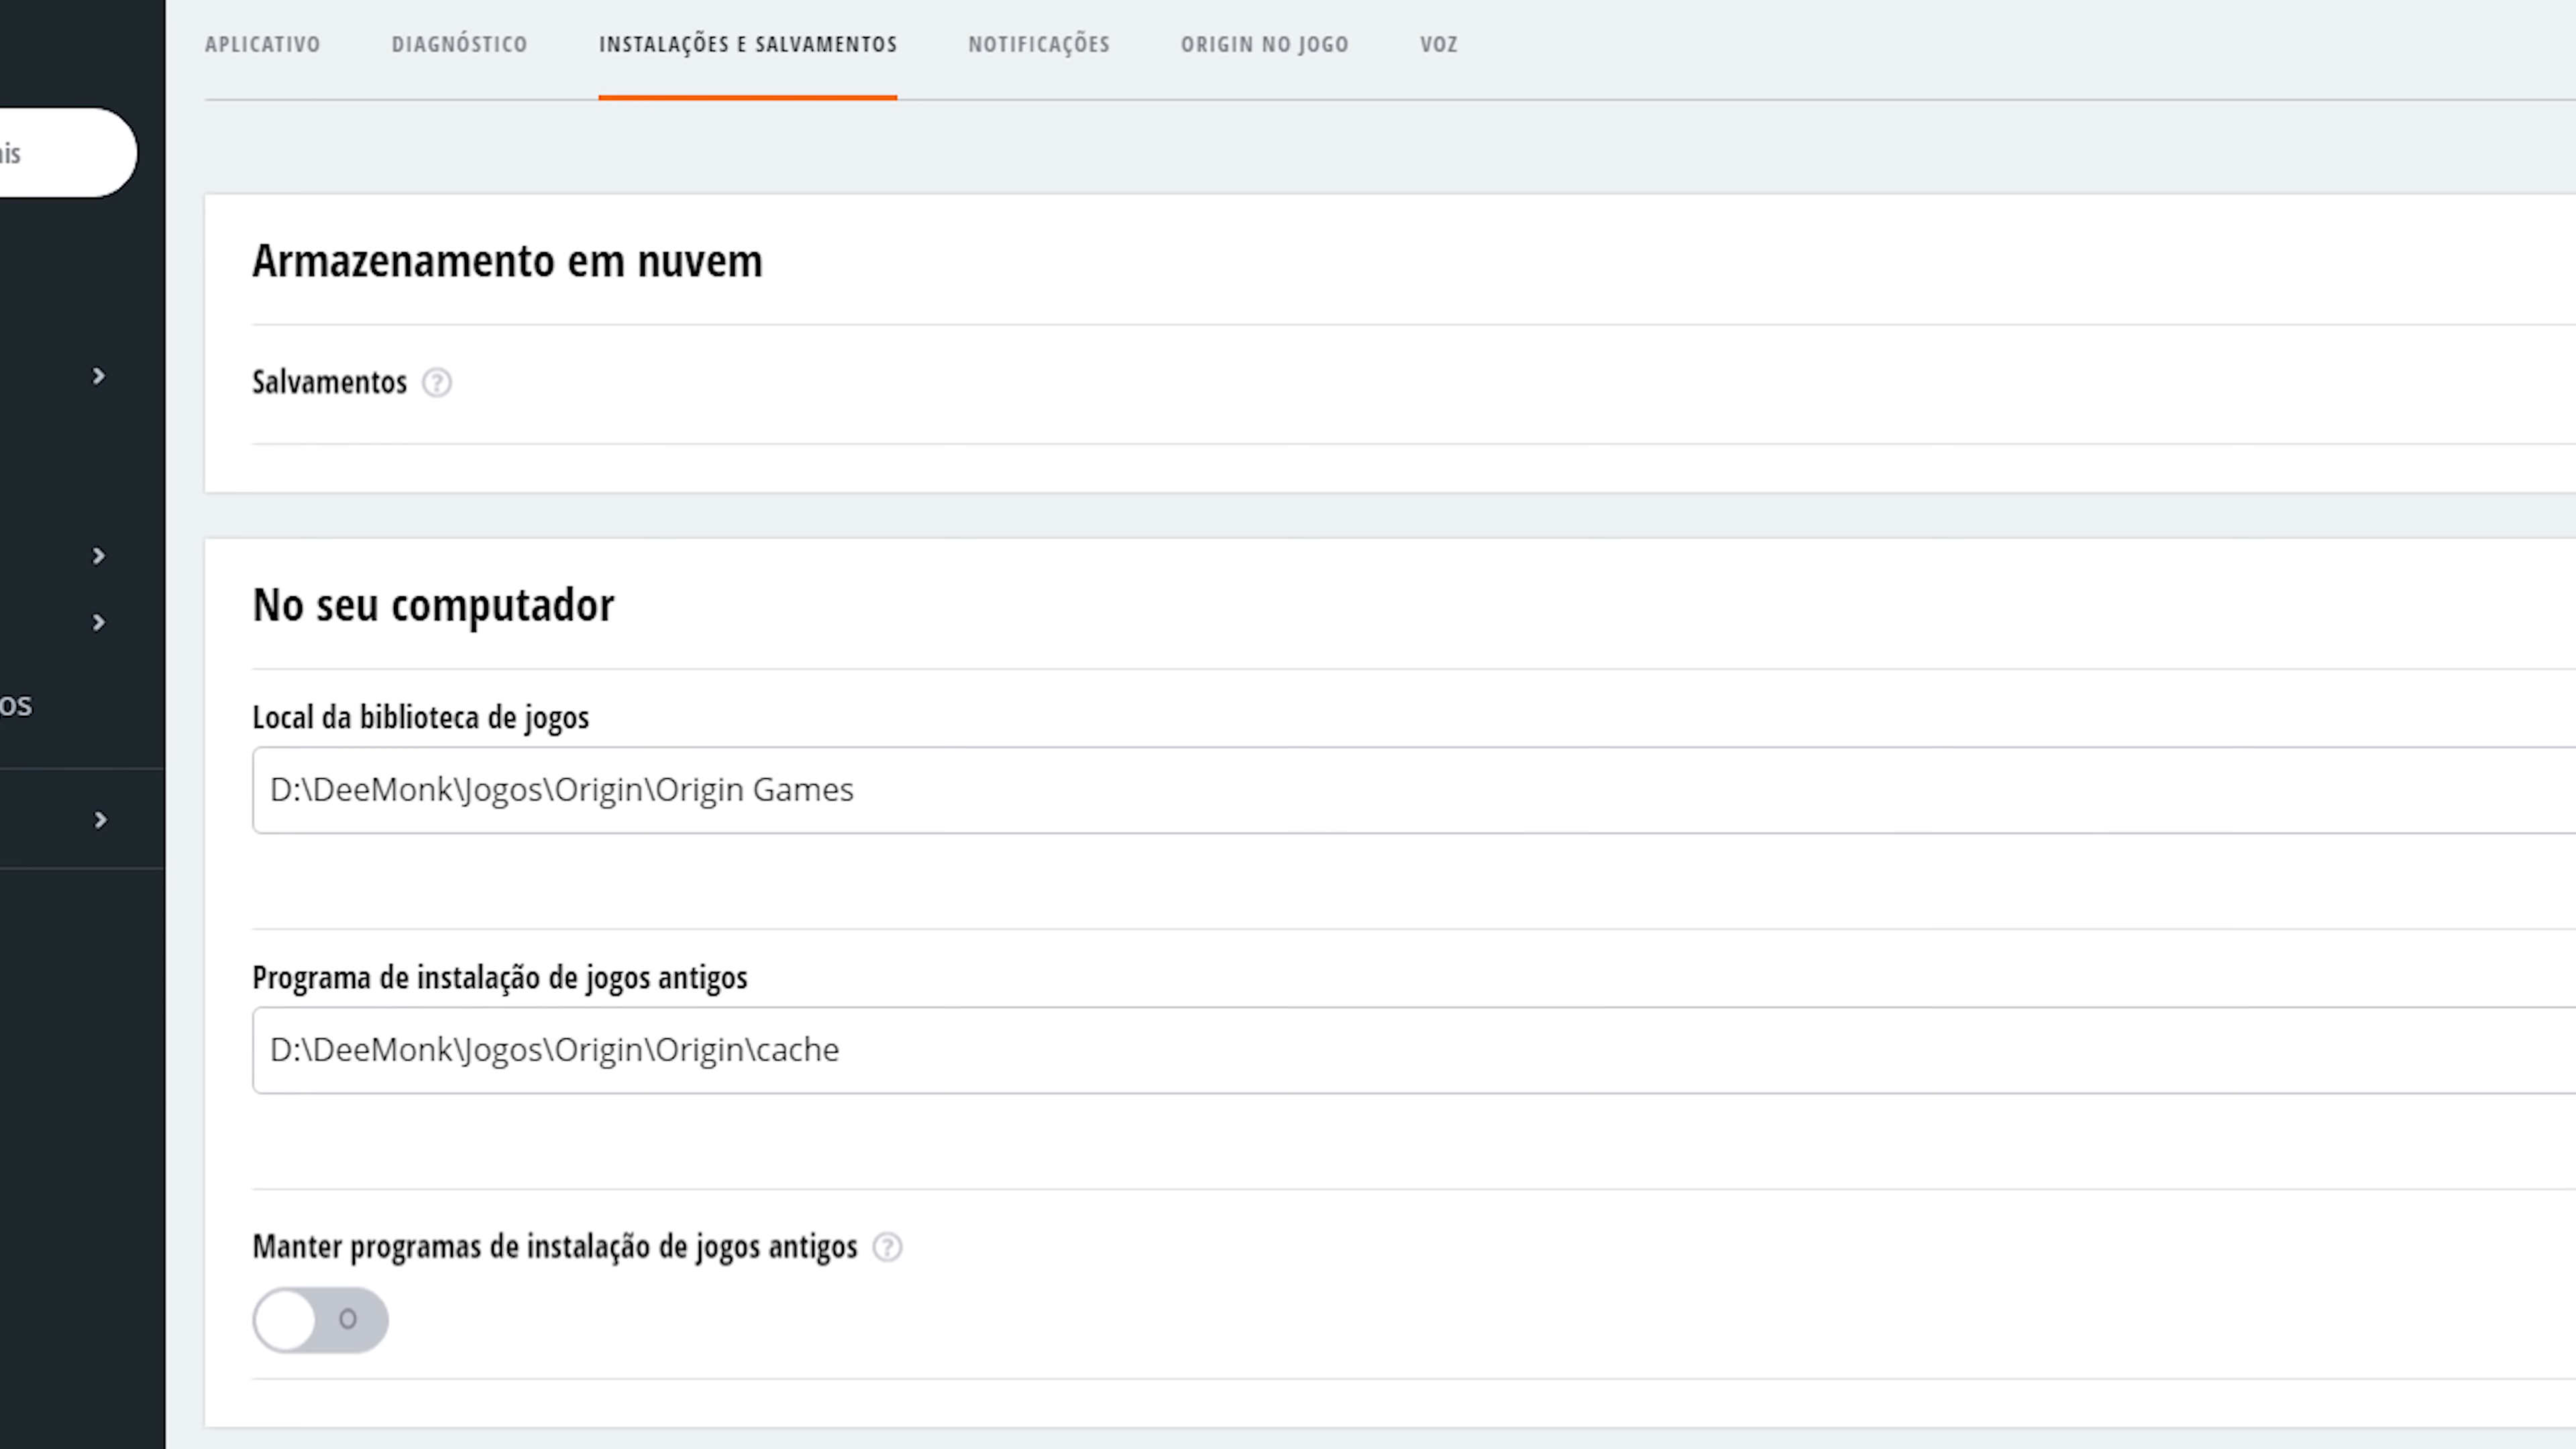 APLICATIVO DIAGNÓSTICO INSTALAÇÕES E SALVAMENTOS NOTIFICAÇÕES ORIGIN NO JOGO VOZ
Armazenamento em nuvem
Salvamentos ?
No seu computador
Local da biblioteca de jogos
D:\DeeMonk\Jogos\Origin\Origin Games
Programa de instalação de jogos antigos
D:\DeeMonk\Jogos\Origin\Origin\cache
Manter programas de instalação de jogos antigos ?